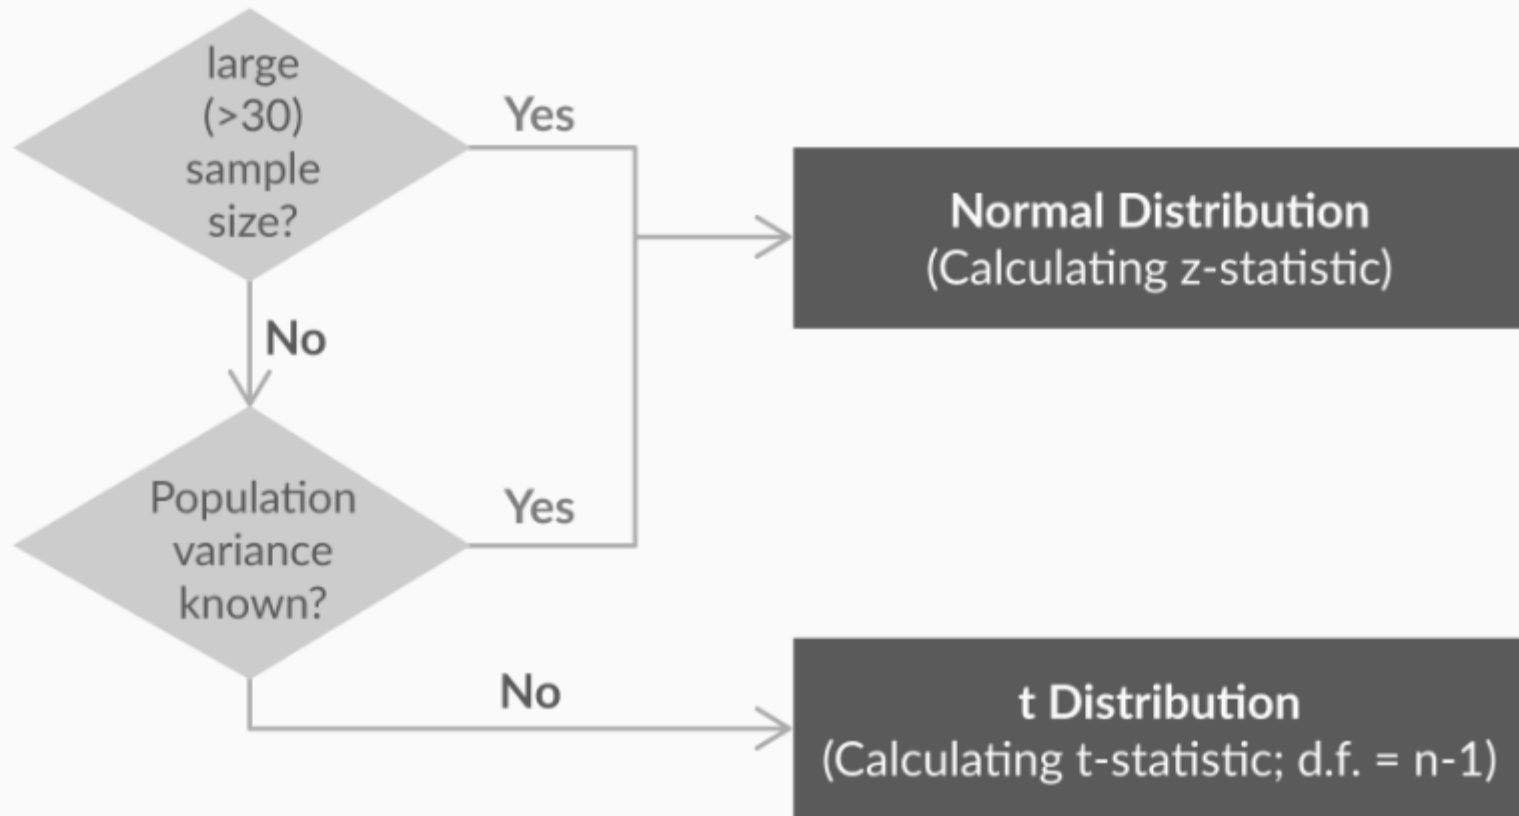 large
(>30)
sample
size?
Yes
Normal Distribution
(Calculating z-statistic)
No
Population
variance
known?
Yes
No
t Distribution
(Calculating t-statistic; d.f. = n-1)